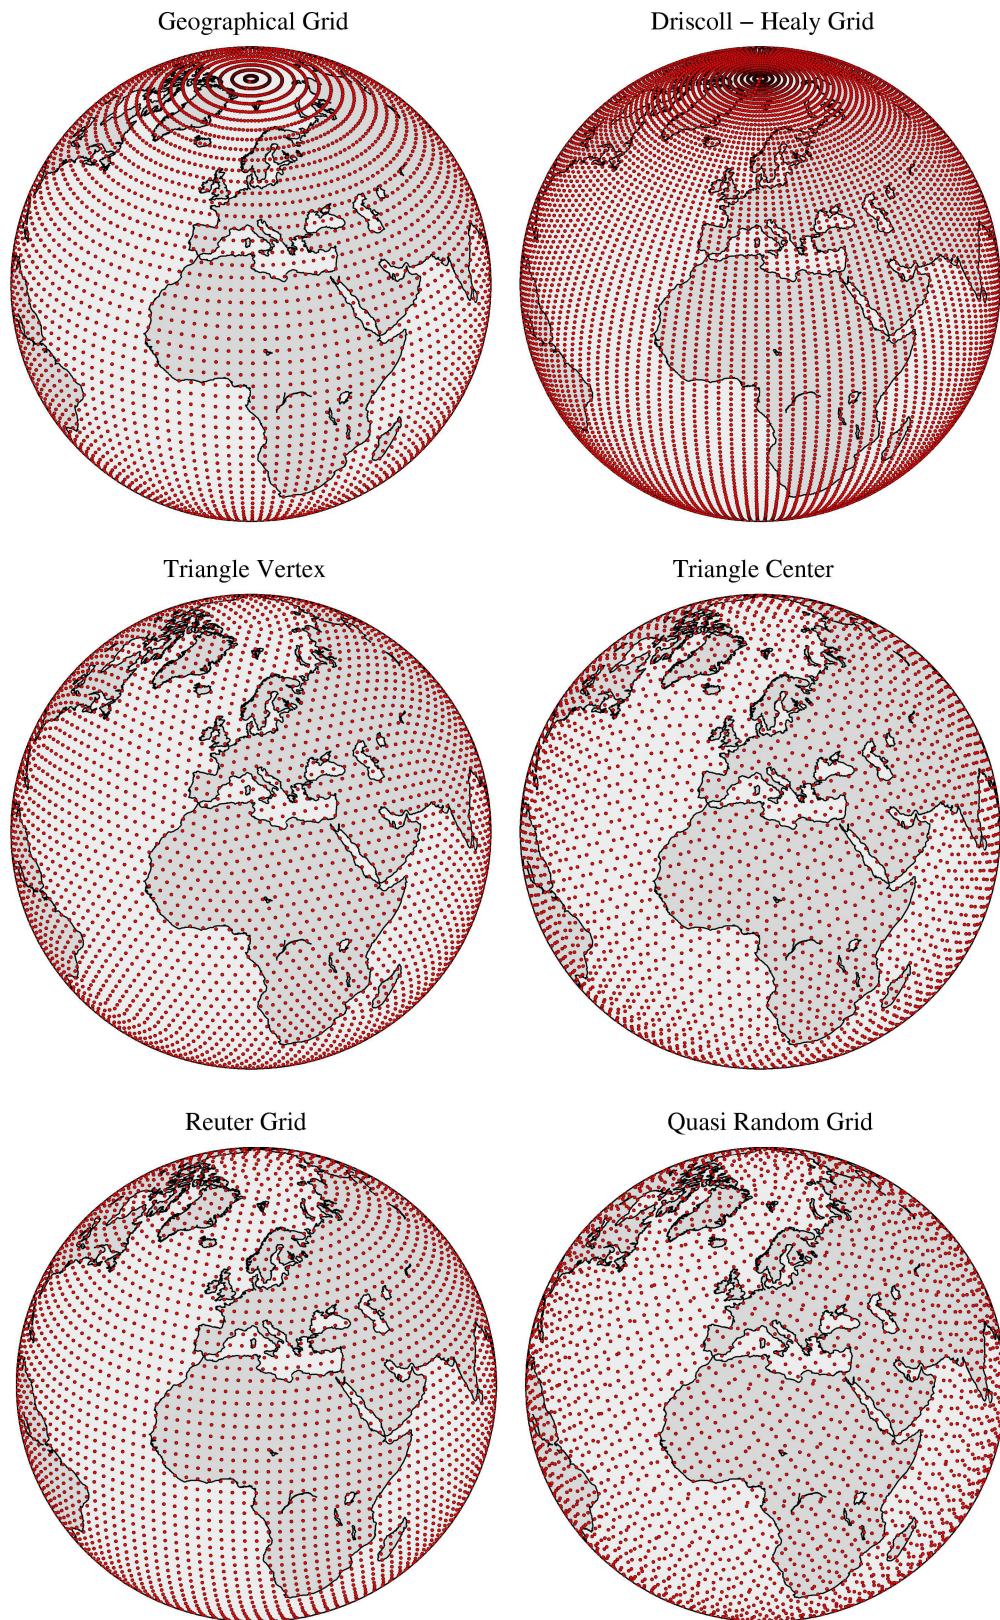 Geographical Grid
Driscoll – Healy Grid
Triangle Vertex
Triangle Center
Reuter Grid
Quasi Random Grid